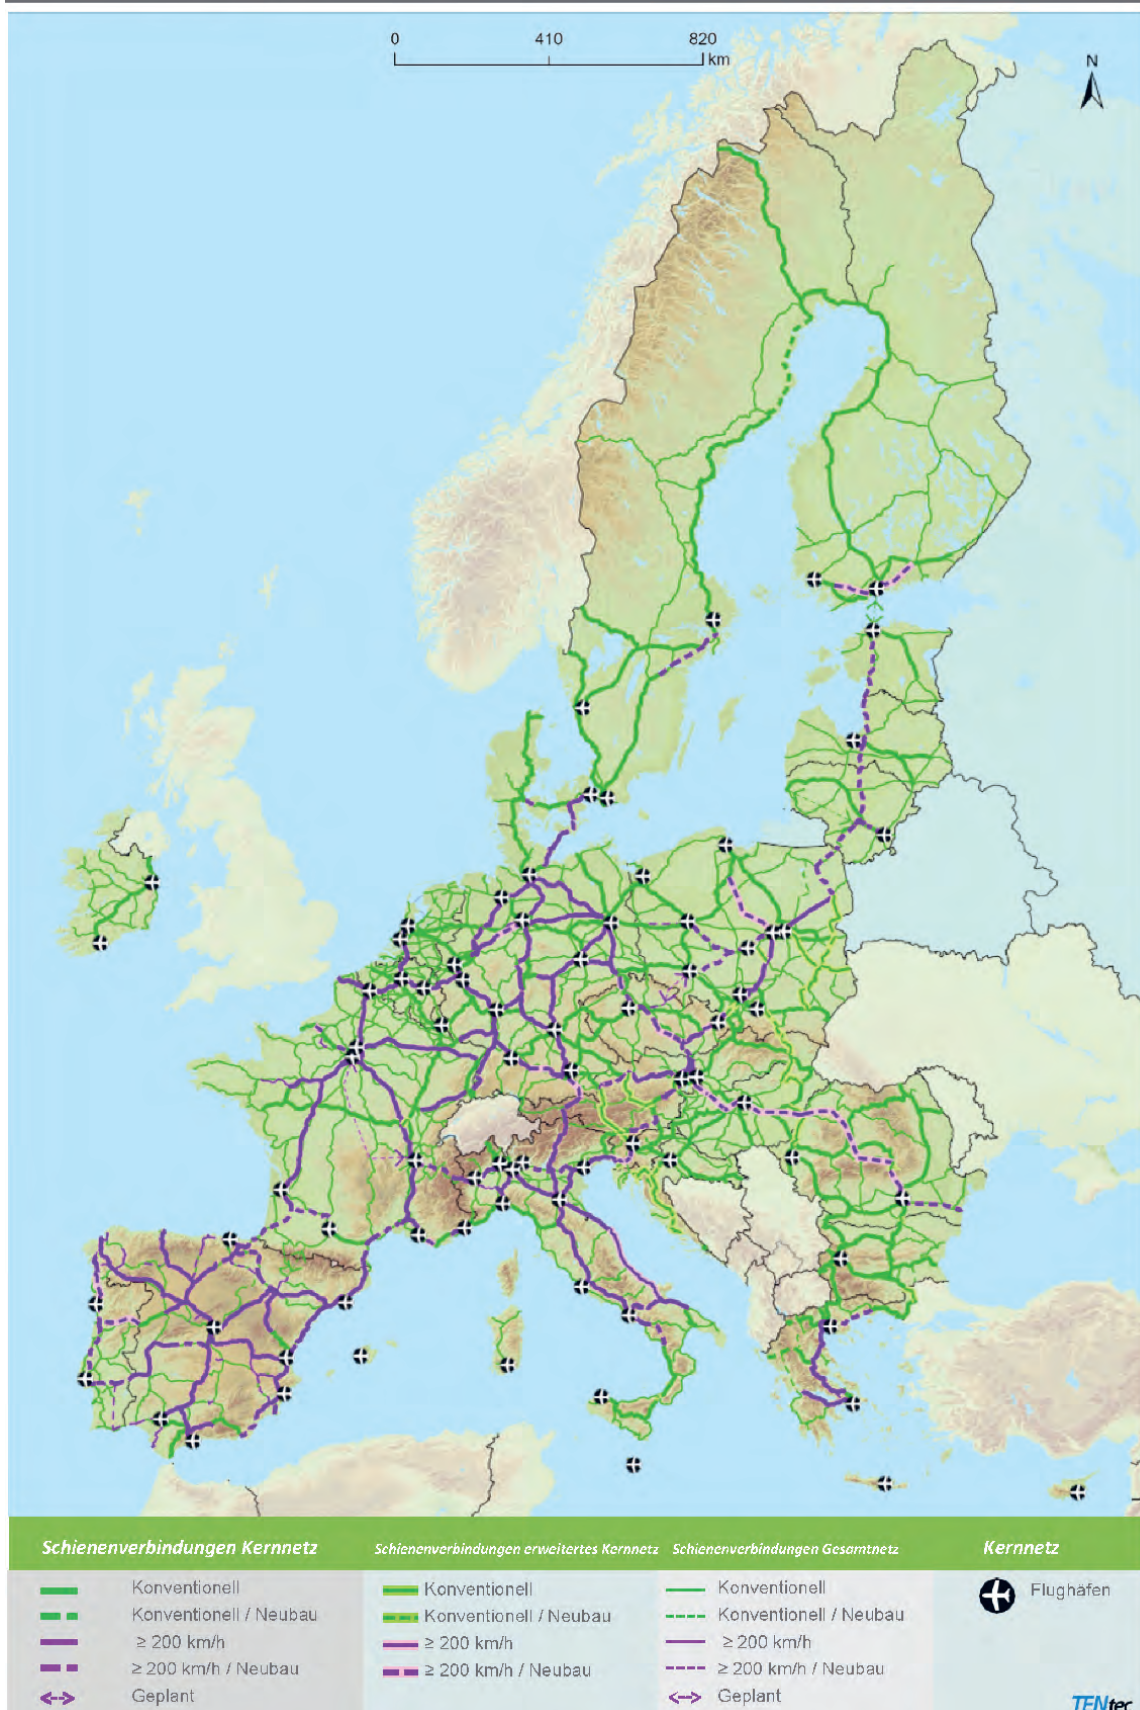 0 410 820
km
N
Schienenverbindungen Kernnetz
Konventionell
Konventionell / Neubau
≥ 200 km/h
≥ 200 km/h / Neubau
Geplant
Schienenverbindungen erweitertes Kernnetz
Konventionell
Konventionell / Neubau
≥ 200 km/h
≥ 200 km/h / Neubau
Schienenverbindungen Gesamtnetz
Konventionell
Konventionell / Neubau
≥ 200 km/h
≥ 200 km/h / Neubau
Geplant
Kernnetz
Flughäfen
TENtec